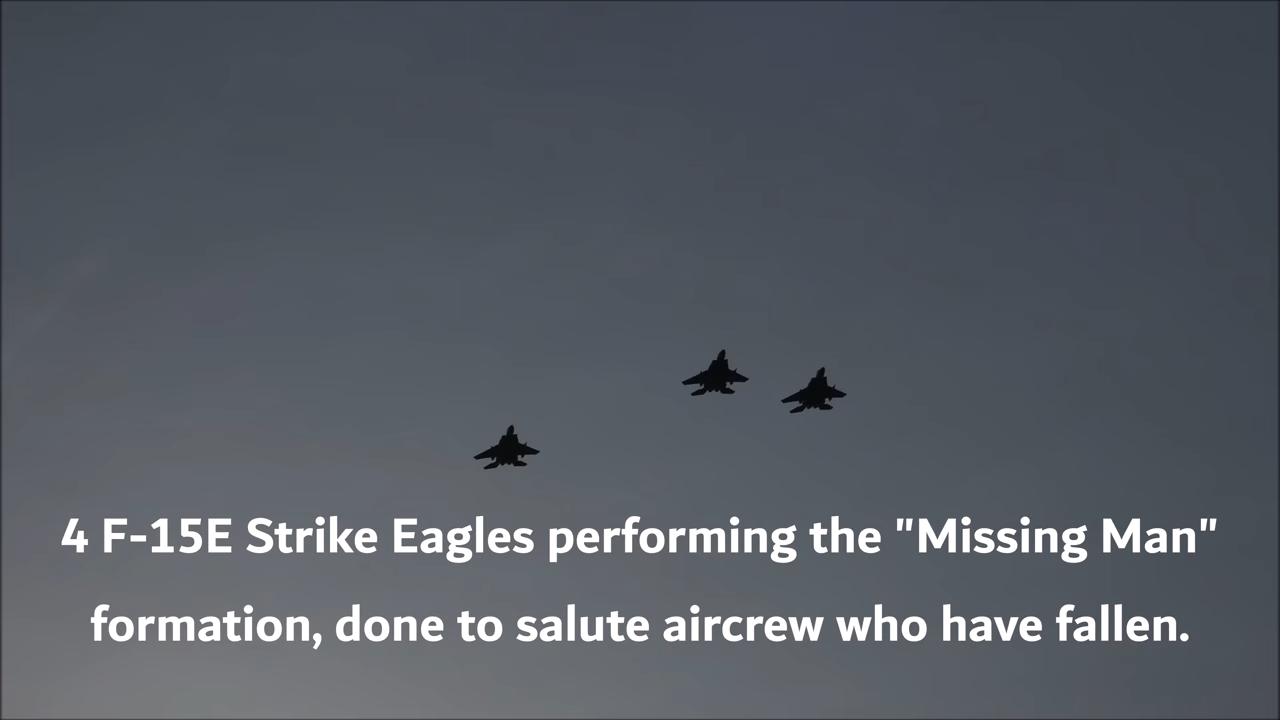 4 F-15E Strike Eagles performing the "Missing Man"
formation, done to salute aircrew who have fallen.